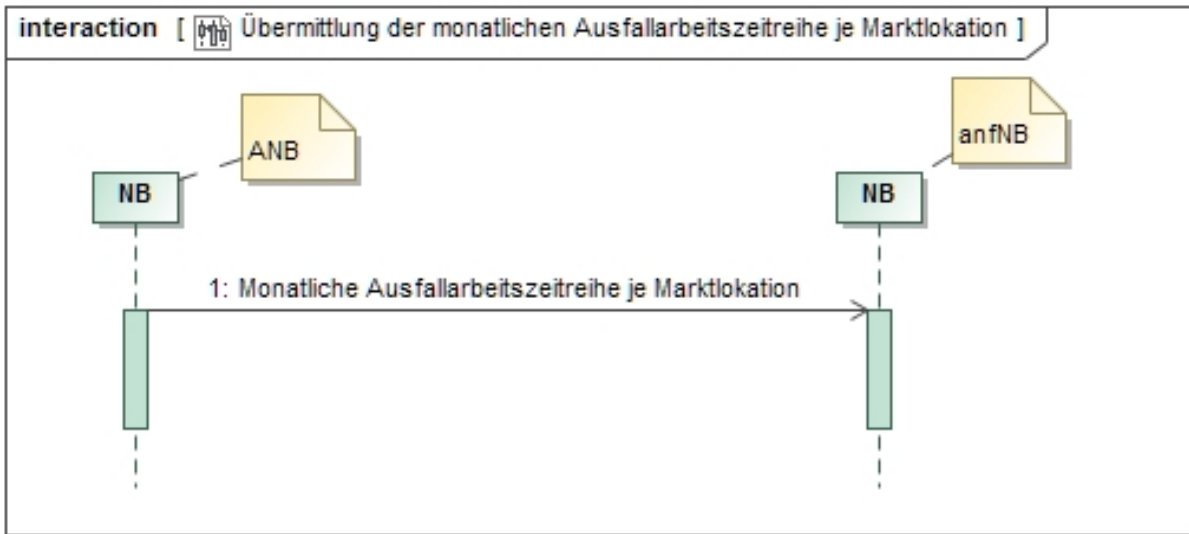 interaction [ Übermittlung der monatlichen Ausfallarbeitszeitreihe je Marktlokation ]
ANB
anfNB
NB
NB
1: Monatliche Ausfallarbeitszeitreihe je Marktlokation